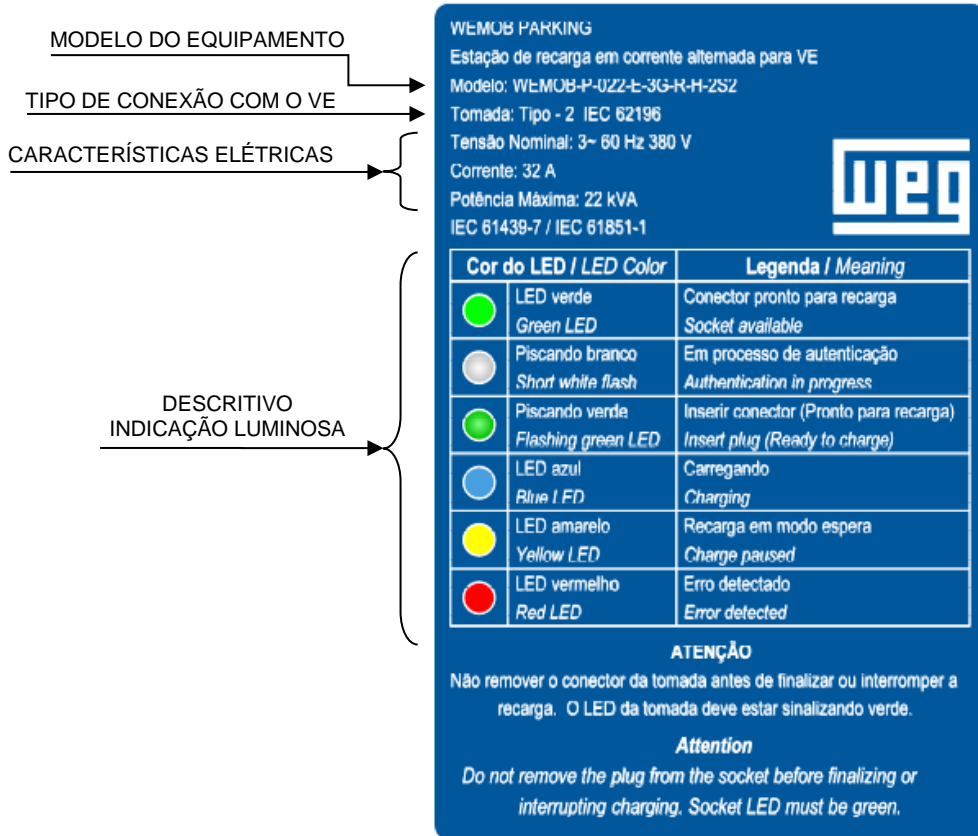 MODELO DO EQUIPAMENTO
TIPO DE CONEXÃO COM O VE
CARACTERÍSTICAS ELÉTRICAS
DESCRITIVO
INDICAÇÃO LUMINOSA
WEMOB PARKING
Estação de recarga em corrente alternada para VE
Modelo: WEMOB-P-022-E-3G-R-H-2S2
Tomada: Tipo - 2 IEC 62196
Tensão Nominal: 3~ 60 Hz 380 V
Corrente: 32 A
Potência Máxima: 22 kVA
IEC 61439-7 / IEC 61851-1
weg
Cor do LED / LED Color Legenda / Meaning
LED verde Conector pronto para recarga
Green LED Socket available
Piscando branco Em processo de autenticação
Short white flash Authentication in progress
Piscando verde Inserir conector (Pronto para recarga)
Flashing green LED Insert plug (Ready to charge)
LED azul Carregando
Blue LED Charging
LED amarelo Recarga em modo espera
Yellow LED Charge paused
LED vermelho Erro detectado
Red LED Error detected
ATENÇÃO
Não remover o conector da tomada antes de finalizar ou interromper a
recarga. O LED da tomada deve estar sinalizando verde.
Attention
Do not remove the plug from the socket before finalizing or
interrupting charging. Socket LED must be green.